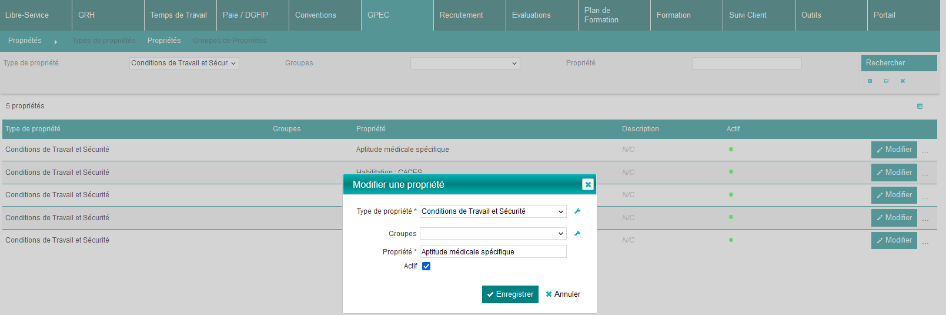 Libre-Service GRH Temps de Travail Paie / DGFIP Conventions GPEC Recrutement Evaluations Plan de Formation Formation Suivi Client Outils Portail
Propriétés Types de propriétés Propriétés Groupes de Propriétés
Type de propriété Conditions de Travail et Sécur Groupes Propriété Rechercher
5 propriétés
Type de propriété Groupes Propriété Description Actif
Conditions de Travail et Sécurité Aptitude médicale spécifique N/C Modifier ...
Conditions de Travail et Sécurité Habilitation : CACES N/C Modifier ...
Conditions de Travail et Sécurité N/C Modifier ...
Conditions de Travail et Sécurité N/C Modifier ...
Conditions de Travail et Sécurité N/C Modifier ...
Modifier une propriété
Type de propriété * Conditions de Travail et Sécurité
Groupes
Propriété * Aptitude médicale spécifique
Actif
Enregistrer Annuler